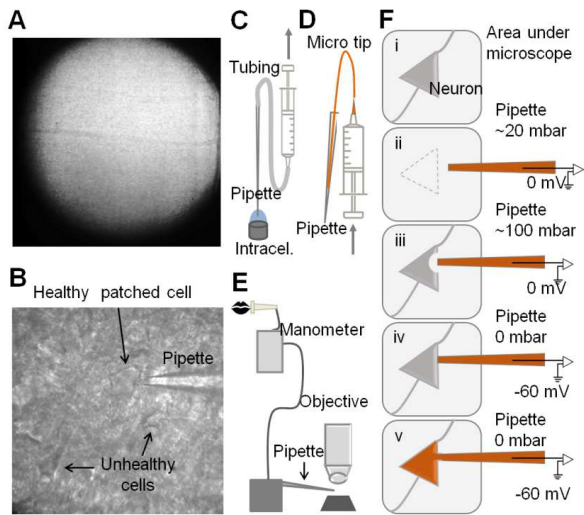 A
B
Healthy patched cell
Pipette
Unhealthy
cells
C
Tubing
Pipette
Intracel.
D
Micro tip
Pipette
E
Manometer
Objective
Pipette
F
Area under
microscope
i
Neuron
Pipette
~20 mbar
ii
0 mV
Pipette
~100 mbar
iii
0 mV
Pipette
0 mbar
iv
-60 mV
Pipette
0 mbar
v
-60 mV